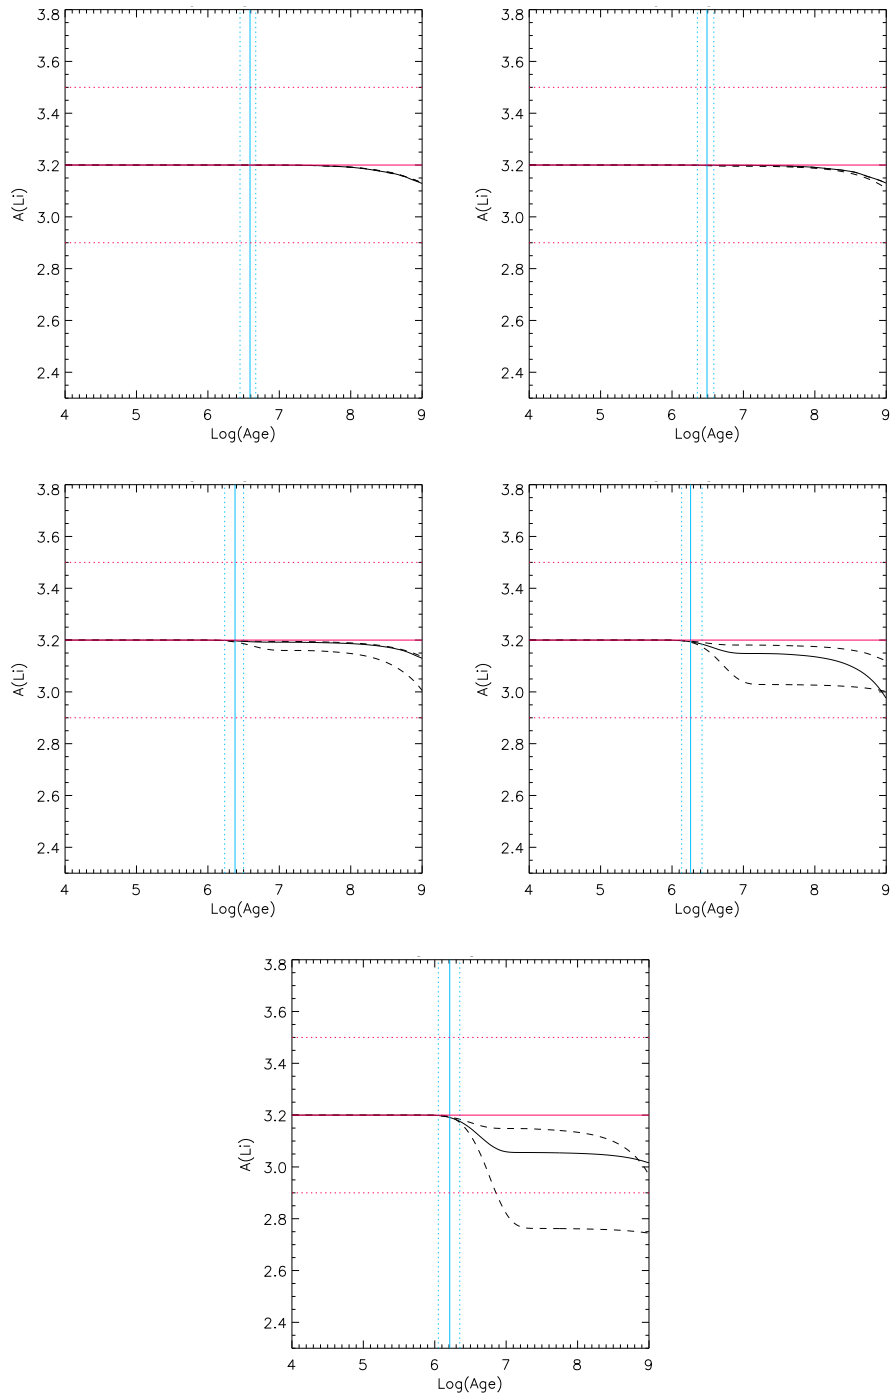 3.8 3.8
3.6 3.6
3.4 3.4
3.2 3.2
A(Li) A(Li)
3.0 3.0
2.8 2.8
2.6 2.6
2.4 2.4
4 5 6 7 8 9 4 5 6 7 8 9
Log(Age) Log(Age)
3.8 3.8
3.6 3.6
3.4 3.4
3.2 3.2
A(Li) A(Li)
3.0 3.0
2.8 2.8
2.6 2.6
2.4 2.4
4 5 6 7 8 9 4 5 6 7 8 9
Log(Age) Log(Age)
3.8
3.6
3.4
3.2
A(Li)
3.0
2.8
2.6
2.4
4 5 6 7 8 9
Log(Age)